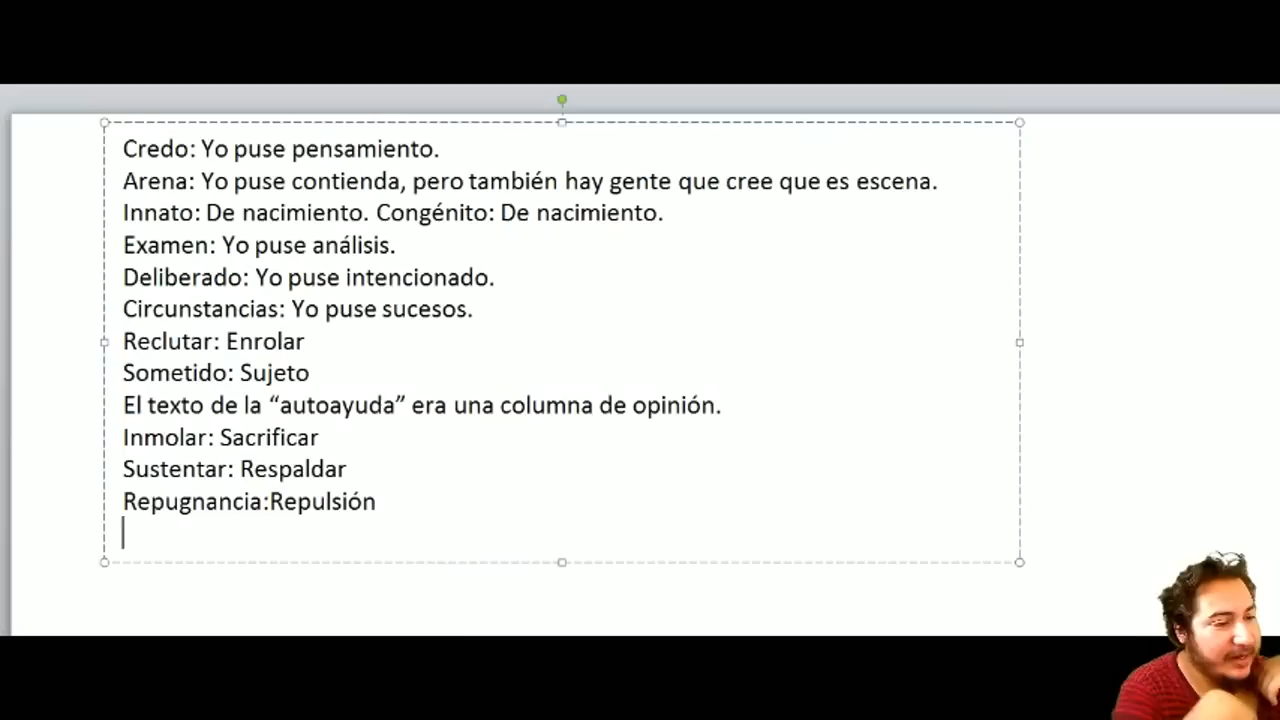 Credo: Yo puse pensamiento.
Arena: Yo puse contienda, pero también hay gente que cree que es escena.
Innato: De nacimiento. Congénito: De nacimiento.
Examen: Yo puse análisis.
Deliberado: Yo puse intencionado.
Circunstancias: Yo puse sucesos.
Reclutar: Enrolar
Sometido: Sujeto
El texto de la “autoayuda” era una columna de opinión.
Inmolar: Sacrificar
Sustentar: Respaldar
Repugnancia:Repulsión